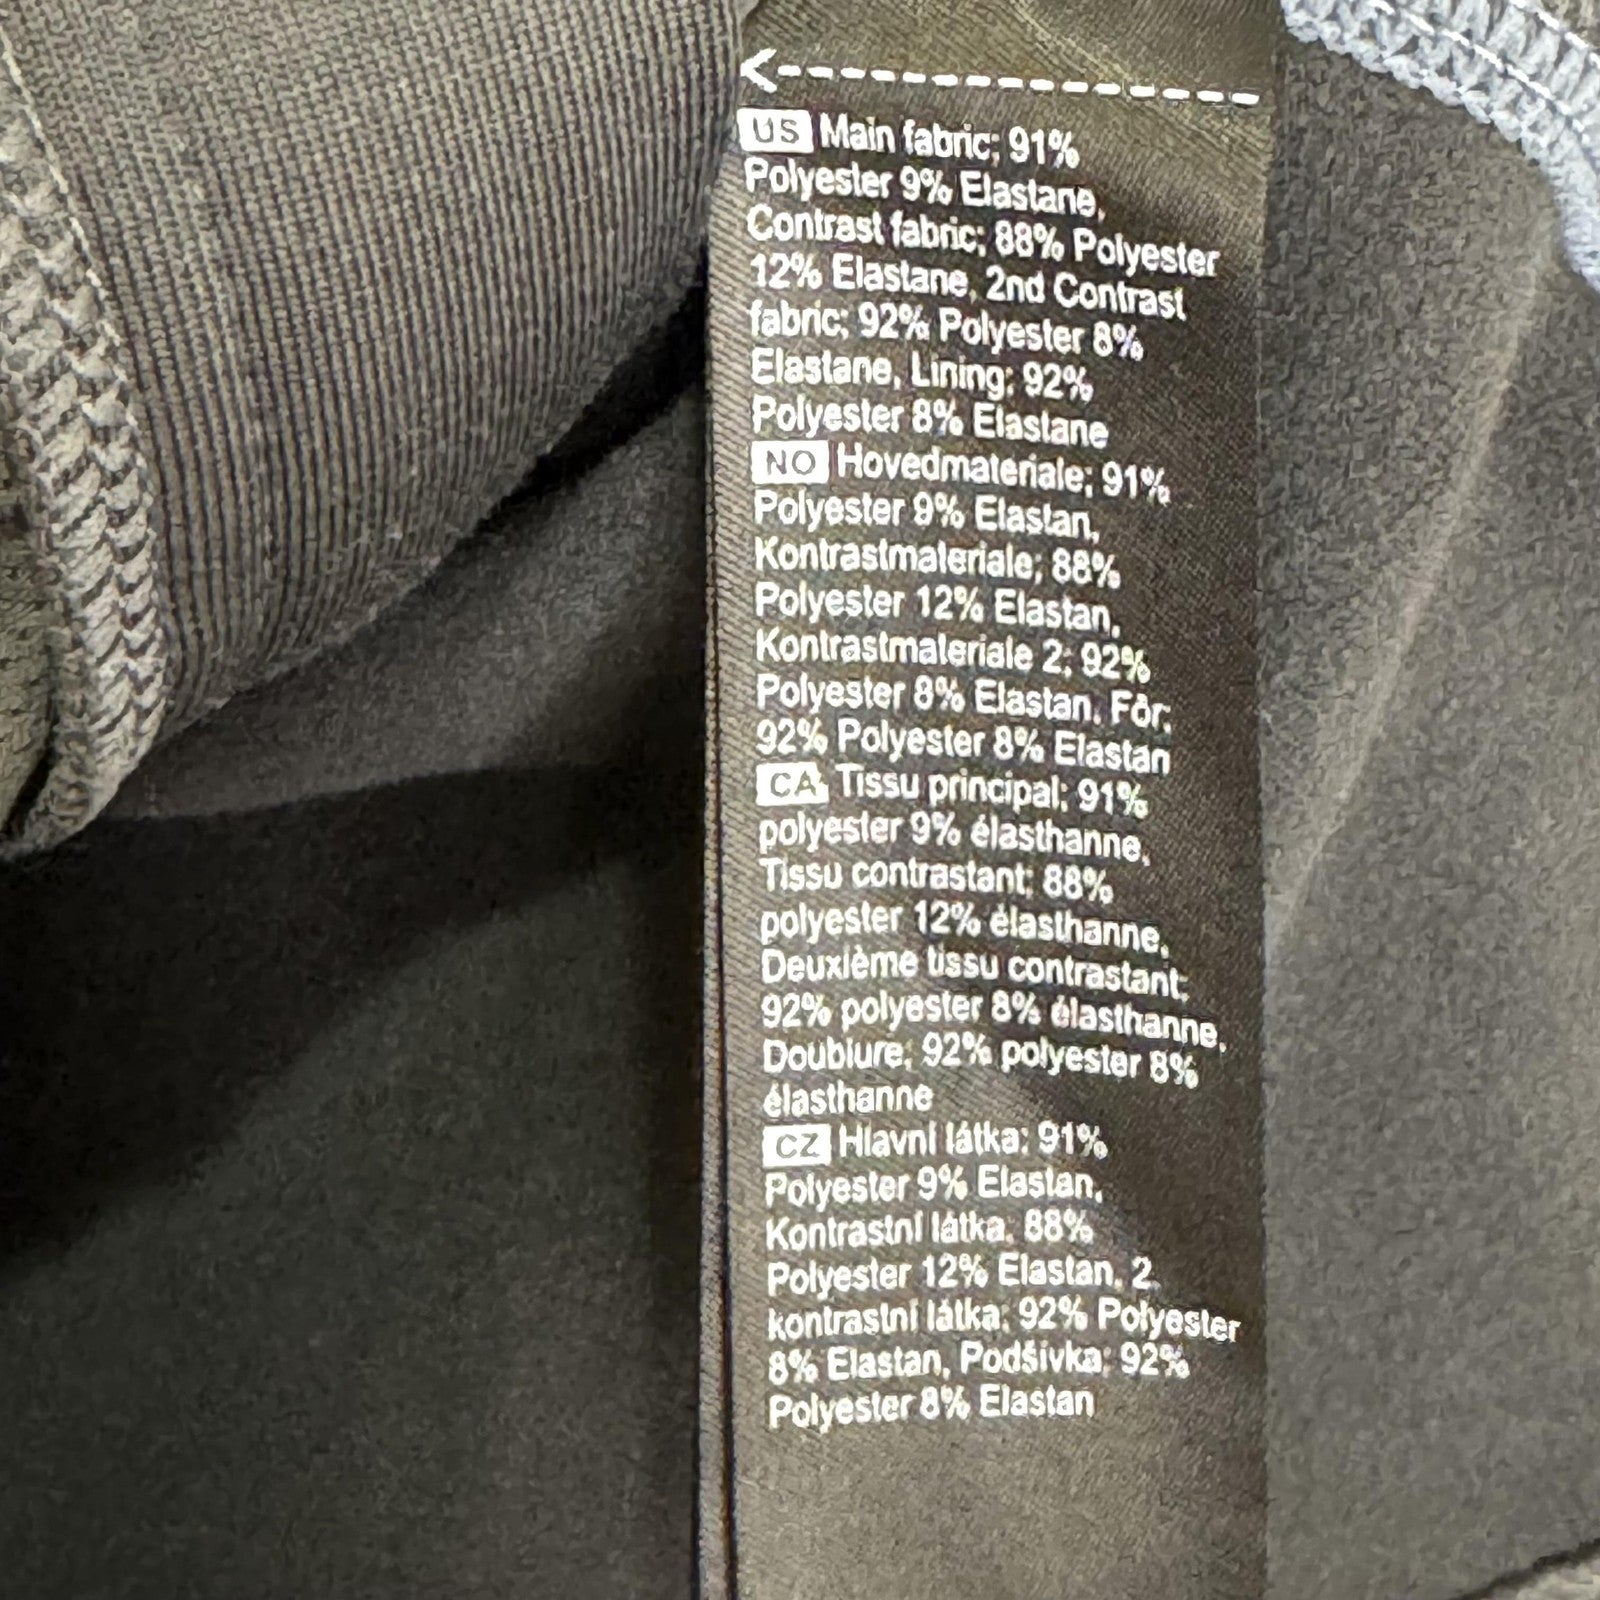 US Main fabric; 91%
Polyester 9% Elastane,
Contrast fabric; 88% Polyester
12% Elastane, 2nd Contrast
fabric; 92% Polyester 8%
Elastane, Lining; 92%
Polyester 8% Elastane
NO Hovedmateriale; 91%
Polyester 9% Elastan,
Kontrastmateriale; 88%
Polyester 12% Elastan,
Kontrastmateriale 2; 92%
Polyester 8% Elastan, Fôr;
92% Polyester 8% Elastan
CA Tissu principal; 91%
polyester 9% élasthanne,
Tissu contrastant; 88%
polyester 12% élasthanne,
Deuxième tissu contrastant;
92% polyester 8% élasthanne,
Doublure; 92% polyester 8%
élasthanne
CZ Hlavní látka; 91%
Polyester 9% Elastan,
Kontrastní látka, 88%
Polyester 12% Elastan, 2.
kontrastní látka; 92% Polyester
8% Elastan, Podšívka; 92%
Polyester 8% Elastan